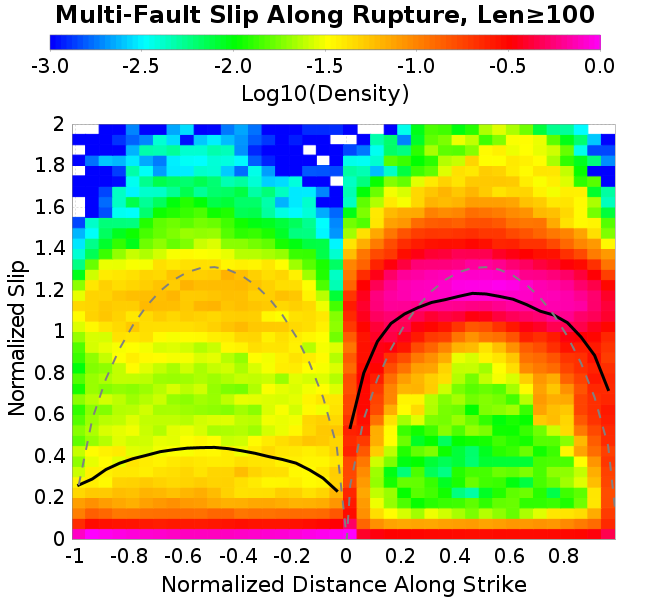 Multi-Fault Slip Along Rupture, Len≥100
-3.0 -2.5 -2.0 -1.5 -1.0 -0.5 0.0
Log10(Density)
2
1.8
1.6
1.4
1.2
1
0.8
0.6
0.4
0.2
0
Normalized Slip
-1 -0.8 -0.6 -0.4 -0.2 0 0.2 0.4 0.6 0.8
Normalized Distance Along Strike